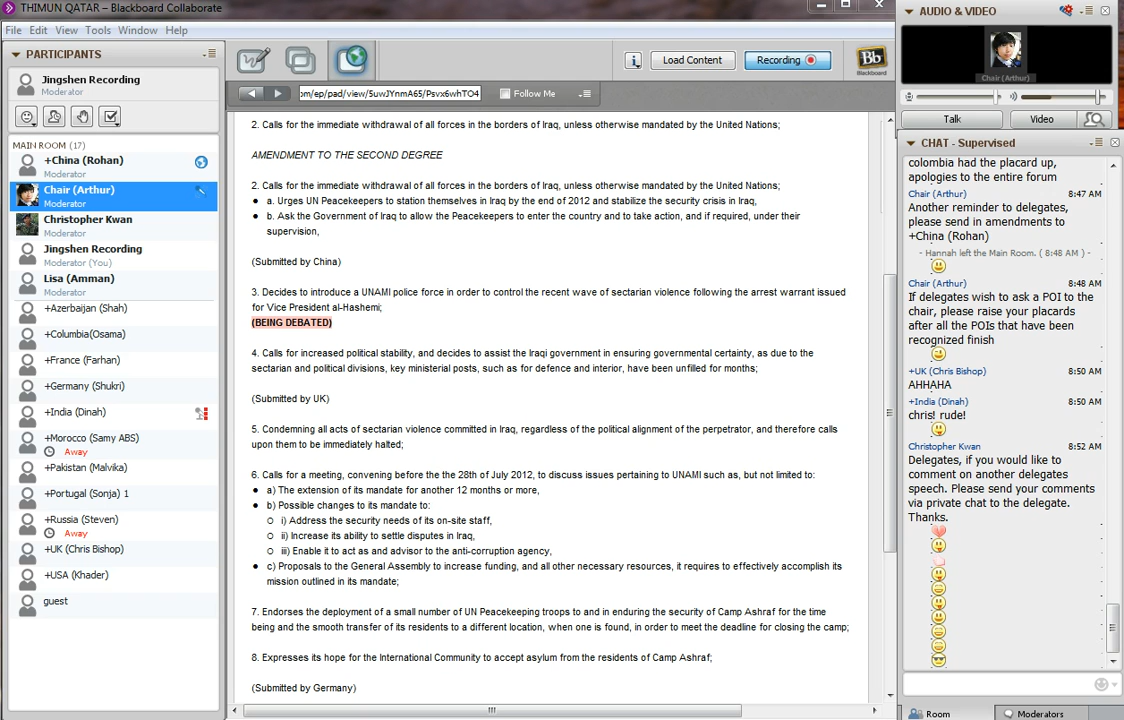 THIMUN QATAR – Blackboard Collaborate
File Edit View Tools Window Help
PARTICIPANTS
Jingshen Recording
Moderator
MAIN ROOM (17)
+China (Rohan)
Moderator
Chair (Arthur)
Moderator
Christopher Kwan
Moderator
Jingshen Recording
Moderator (You)
Lisa (Amman)
Moderator
+Azerbaijan (Shah)
+Columbia(Osama)
+France (Farhan)
+Germany (Shukri)
+India (Dinah)
+Morocco (Samy ABS)
Away
+Pakistan (Malvika)
+Portugal (Sonja) 1
+Russia (Steven)
Away
+UK (Chris Bishop)
+USA (Khader)
guest
Load Content
Recording
Bb
Blackboard
om/ep/pad/view/5uwJYnmA65/Psvx6whTO4
Follow Me
2. Calls for the immediate withdrawal of all forces in the borders of Iraq, unless otherwise mandated by the United Nations;
AMENDMENT TO THE SECOND DEGREE
2. Calls for the immediate withdrawal of all forces in the borders of Iraq, unless otherwise mandated by the United Nations;
a. Urges UN Peacekeepers to station themselves in Iraq by the end of 2012 and stabilize the security crisis in Iraq,
b. Ask the Government of Iraq to allow the Peacekeepers to enter the country and to take action, and if required, under their
supervision,
(Submitted by China)
3. Decides to introduce a UNAMI police force in order to control the recent wave of sectarian violence following the arrest warrant issued
for Vice President al-Hashemi;
(BEING DEBATED)
4. Calls for increased political stability, and decides to assist the Iraqi government in ensuring governmental certainty, as due to the
sectarian and political divisions, key ministerial posts, such as for defence and interior, have been unfilled for months;
(Submitted by UK)
5. Condemning all acts of sectarian violence committed in Iraq, regardless of the political alignment of the perpetrator, and therefore calls
upon them to be immediately halted;
6. Calls for a meeting, convening before the the 28th of July 2012, to discuss issues pertaining to UNAMI such as, but not limited to:
a) The extension of its mandate for another 12 months or more,
b) Possible changes to its mandate to:
i) Address the security needs of its on-site staff,
ii) Increase its ability to settle disputes in Iraq,
iii) Enable it to act as and advisor to the anti-corruption agency,
c) Proposals to the General Assembly to increase funding, and all other necessary resources, it requires to effectively accomplish its
mission outlined in its mandate;
7. Endorses the deployment of a small number of UN Peacekeeping troops to and in enduring the security of Camp Ashraf for the time
being and the smooth transfer of its residents to a different location, when one is found, in order to meet the deadline for closing the camp;
8. Expresses its hope for the International Community to accept asylum from the residents of Camp Ashraf;
(Submitted by Germany)
AUDIO & VIDEO
Chair (Arthur)
Talk
Video
CHAT - Supervised
colombia had the placard up,
apologies to the entire forum
Chair (Arthur) 8:47 AM
Another reminder to delegates,
please send in amendments to
+China (Rohan)
- Hannah left the Main Room. ( 8:48 AM ) -
Chair (Arthur) 8:48 AM
If delegates wish to ask a POI to the
chair, please raise your placards
after all the POIs that have been
recognized finish
+UK (Chris Bishop) 8:50 AM
AHHAHA
+India (Dinah) 8:50 AM
chris! rude!
Christopher Kwan 8:52 AM
Delegates, if you would like to
comment on another delegates
speech. Please send your comments
via private chat to the delegate.
Thanks.
Room
Moderators